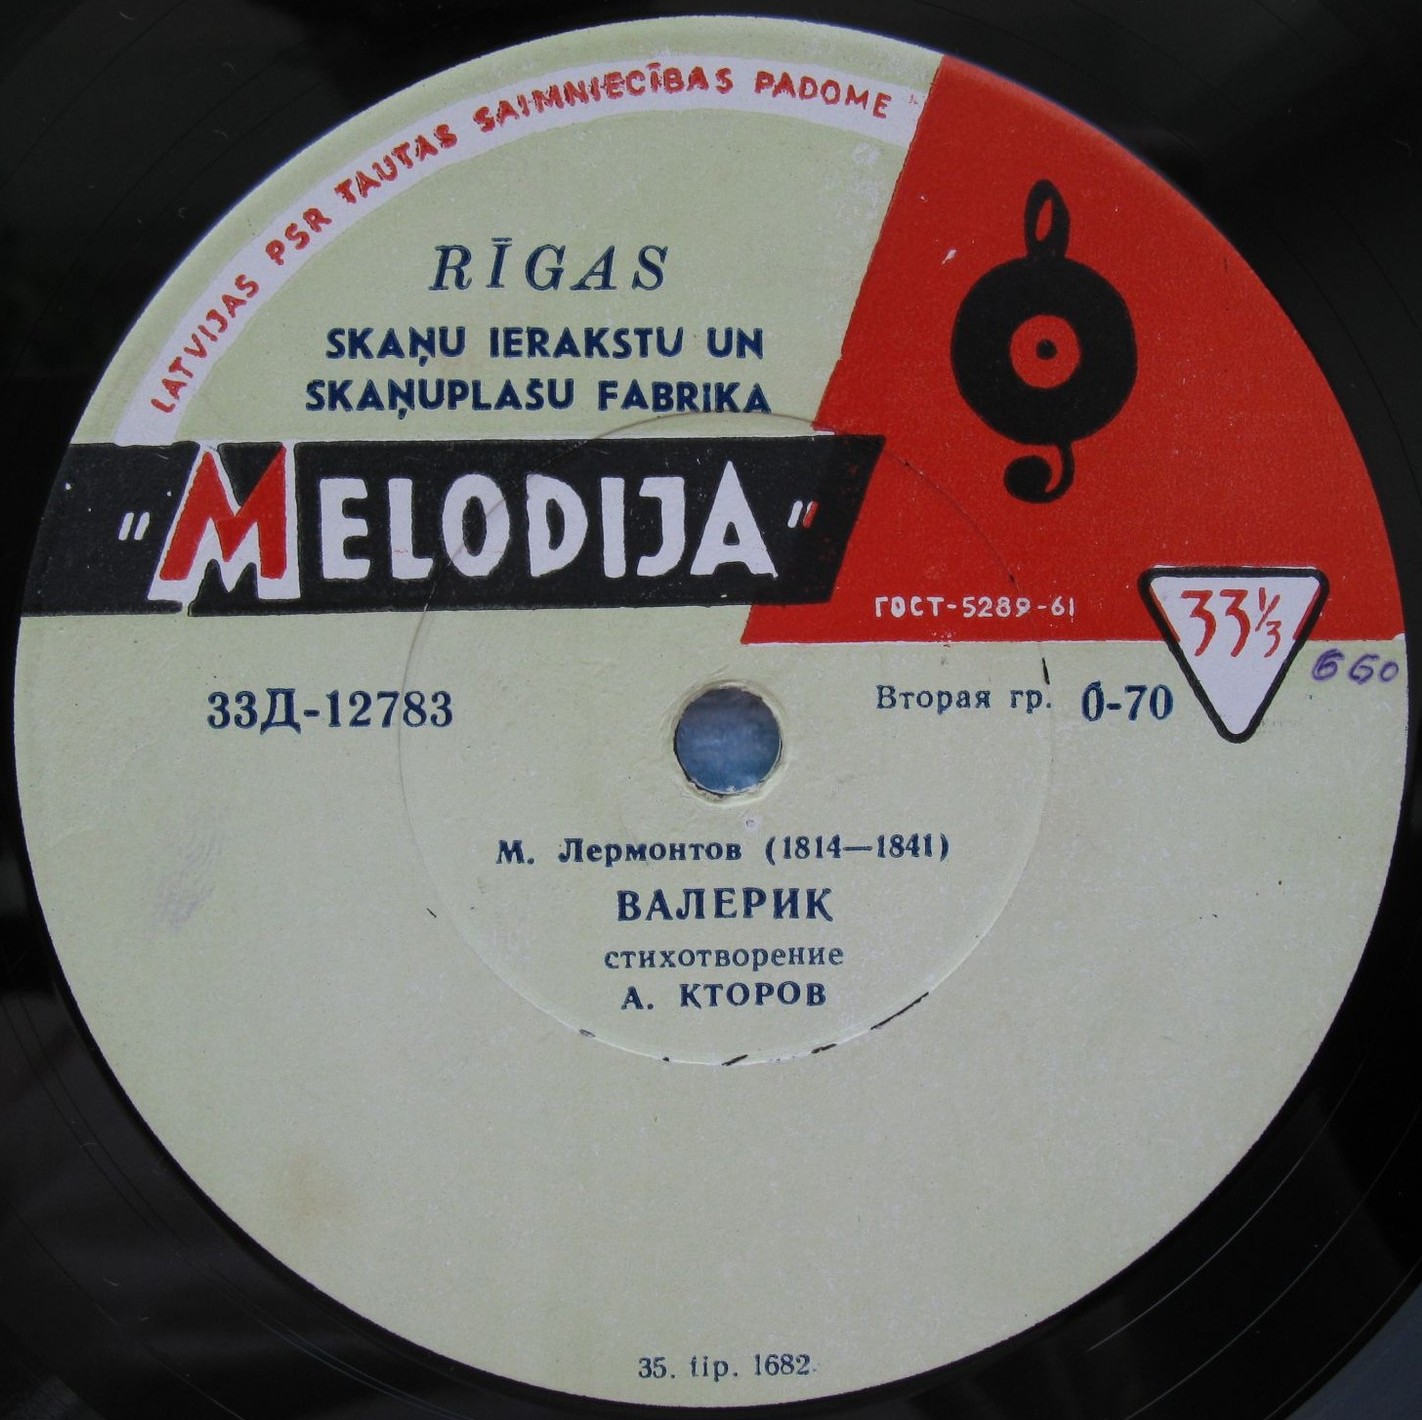 LATVIJAS PSR TAUTAS SAIMNIECĪBAS PADOME
RĪGAS
SKAŅU IERAKSTU UN
SKAŅUPLAŠU FABRIKA
"MELODIJA"
ГОСТ-5289-61
33⅓
660
33Д-12783
Вторая гр. 0-70
М. Лермонтов (1814—1841)
ВАЛЕРИК
стихотворение
А. КТОРОВ
35. tip. 1682